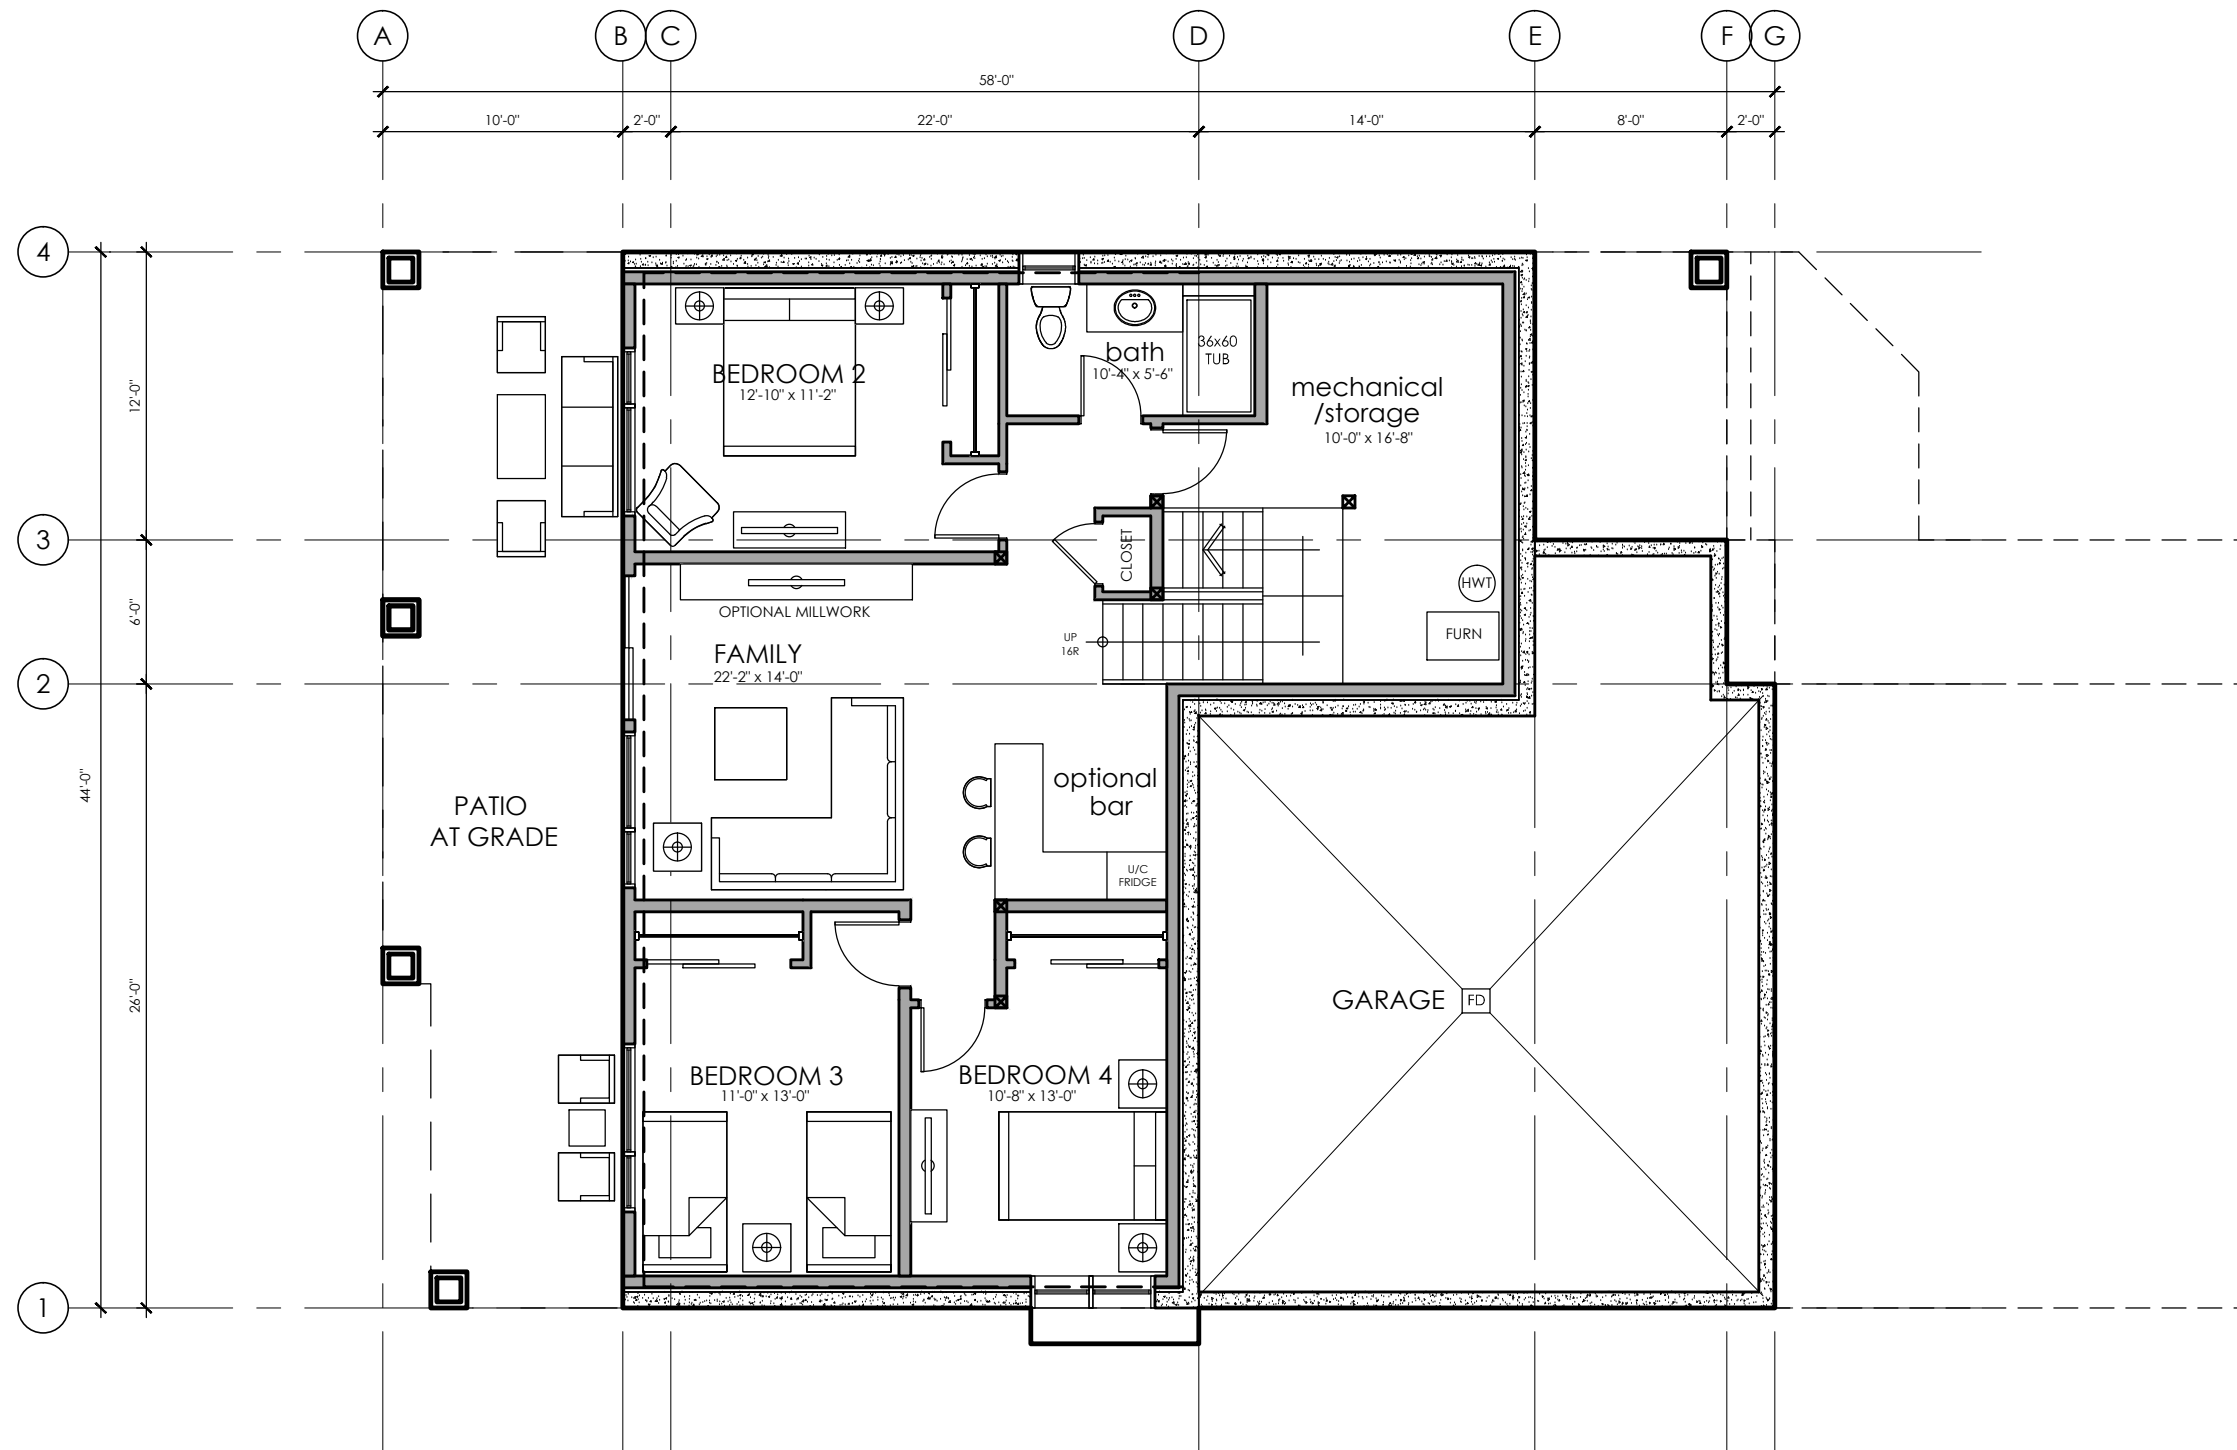 A
B
C
D
E
F
G
58'-0"
10'-0"
2'-0"
22'-0"
14'-0"
8'-0"
2'-0"
4
3
2
1
12'-0"
6'-0"
44'-0"
26'-0"
BEDROOM 2
12'-10" x 11'-2"
bath
10'-4" x 5'-6"
36x60
TUB
mechanical
/storage
10'-0" x 16'-8"
CLOSET
HWT
FURN
OPTIONAL MILLWORK
UP
16R
FAMILY
22'-2" x 14'-0"
PATIO
AT GRADE
optional
bar
U/C
FRIDGE
GARAGE
FD
BEDROOM 3
11'-0" x 13'-0"
BEDROOM 4
10'-8" x 13'-0"